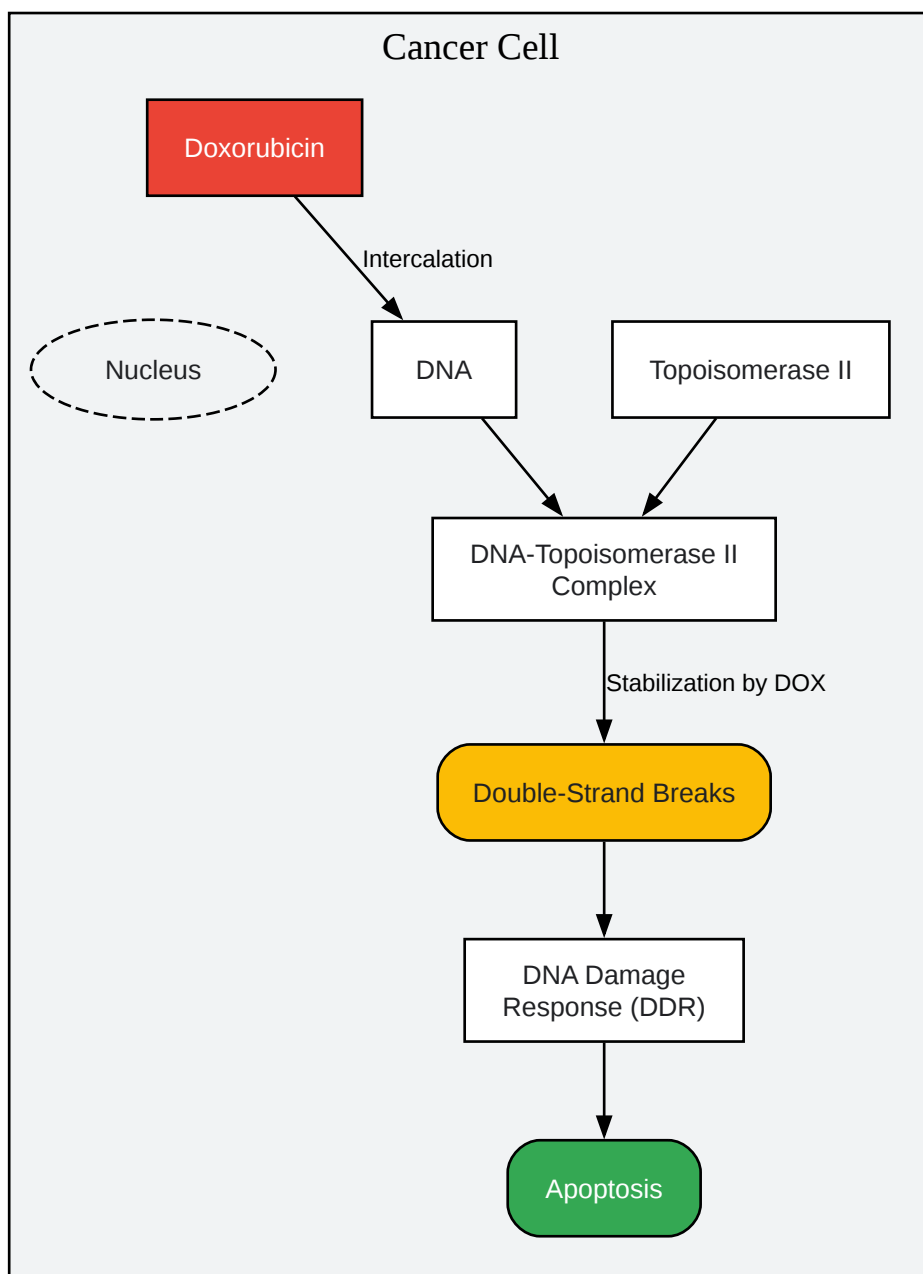 Cancer Cell
Doxorubicin
Intercalation
Nucleus
DNA
Topoisomerase II
DNA-Topoisomerase II
Complex
Stabilization by DOX
Double-Strand Breaks
DNA Damage
Response (DDR)
Apoptosis